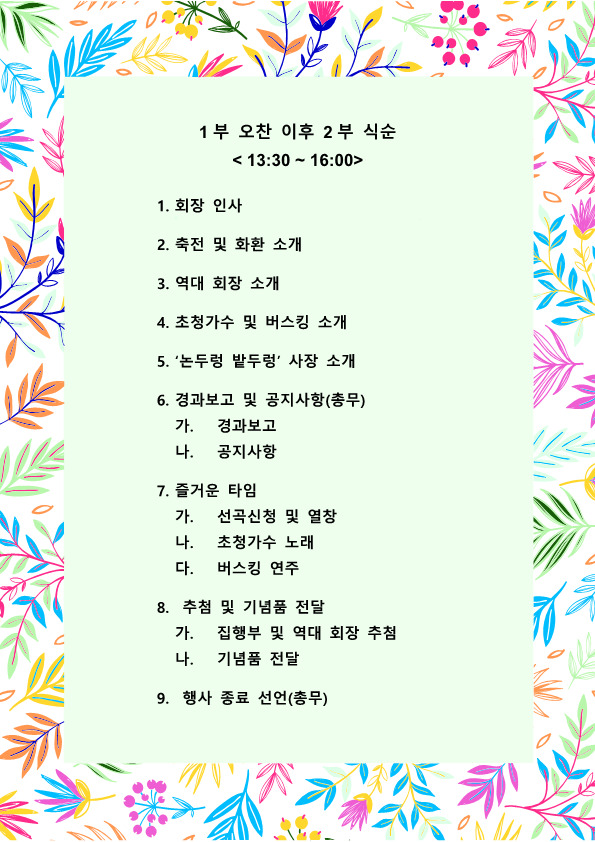 1부 오찬 이후 2부 식순
< 13:30 ~ 16:00>
1. 회장 인사
2. 축전 및 화환 소개
3. 역대 회장 소개
4. 초청가수 및 버스킹 소개
5. ‘논두렁 밭두렁’ 사장 소개
6. 경과보고 및 공지사항(총무)
가. 경과보고
나. 공지사항
7. 즐거운 타임
가. 선곡신청 및 열창
나. 초청가수 노래
다. 버스킹 연주
8. 추첨 및 기념품 전달
가. 집행부 및 역대 회장 추첨
나. 기념품 전달
9. 행사 종료 선언(총무)